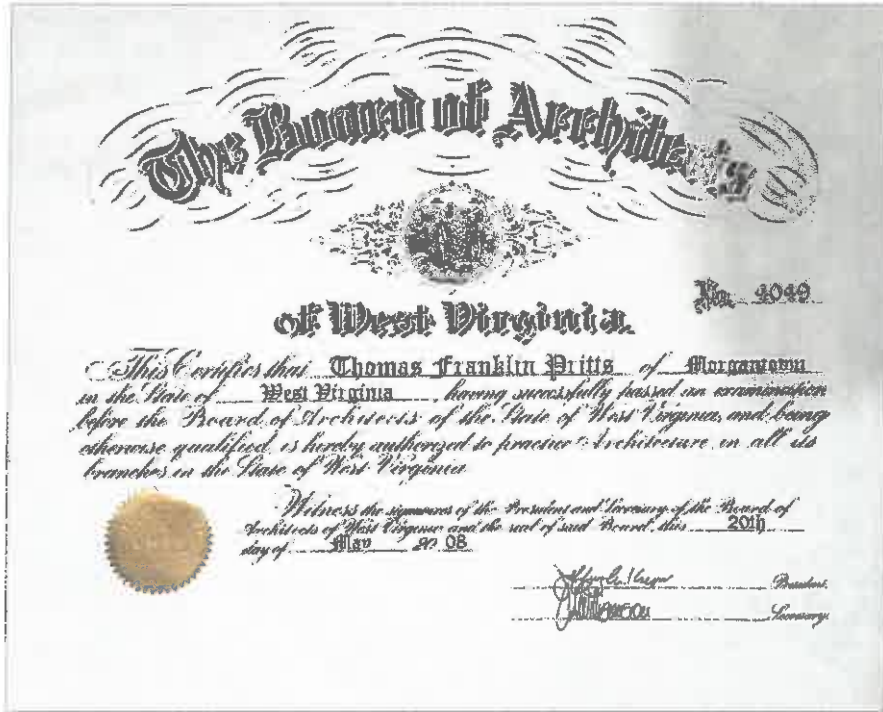 The Board of Architects
No. 4049
of West Virginia.
This Certifies that Thomas Franklin Pritts of Morgantown
in the State of West Virginia, having successfully passed an examination
before the Board of Architects of the State of West Virginia, and being
otherwise qualified, is hereby authorized to practice Architecture in all its
branches in the State of West Virginia
Witness the signatures of the President and Secretary of the Board of
Architects of West Virginia and the seal of said Board, this 20th
day of May 20 08
President.
Secretary.